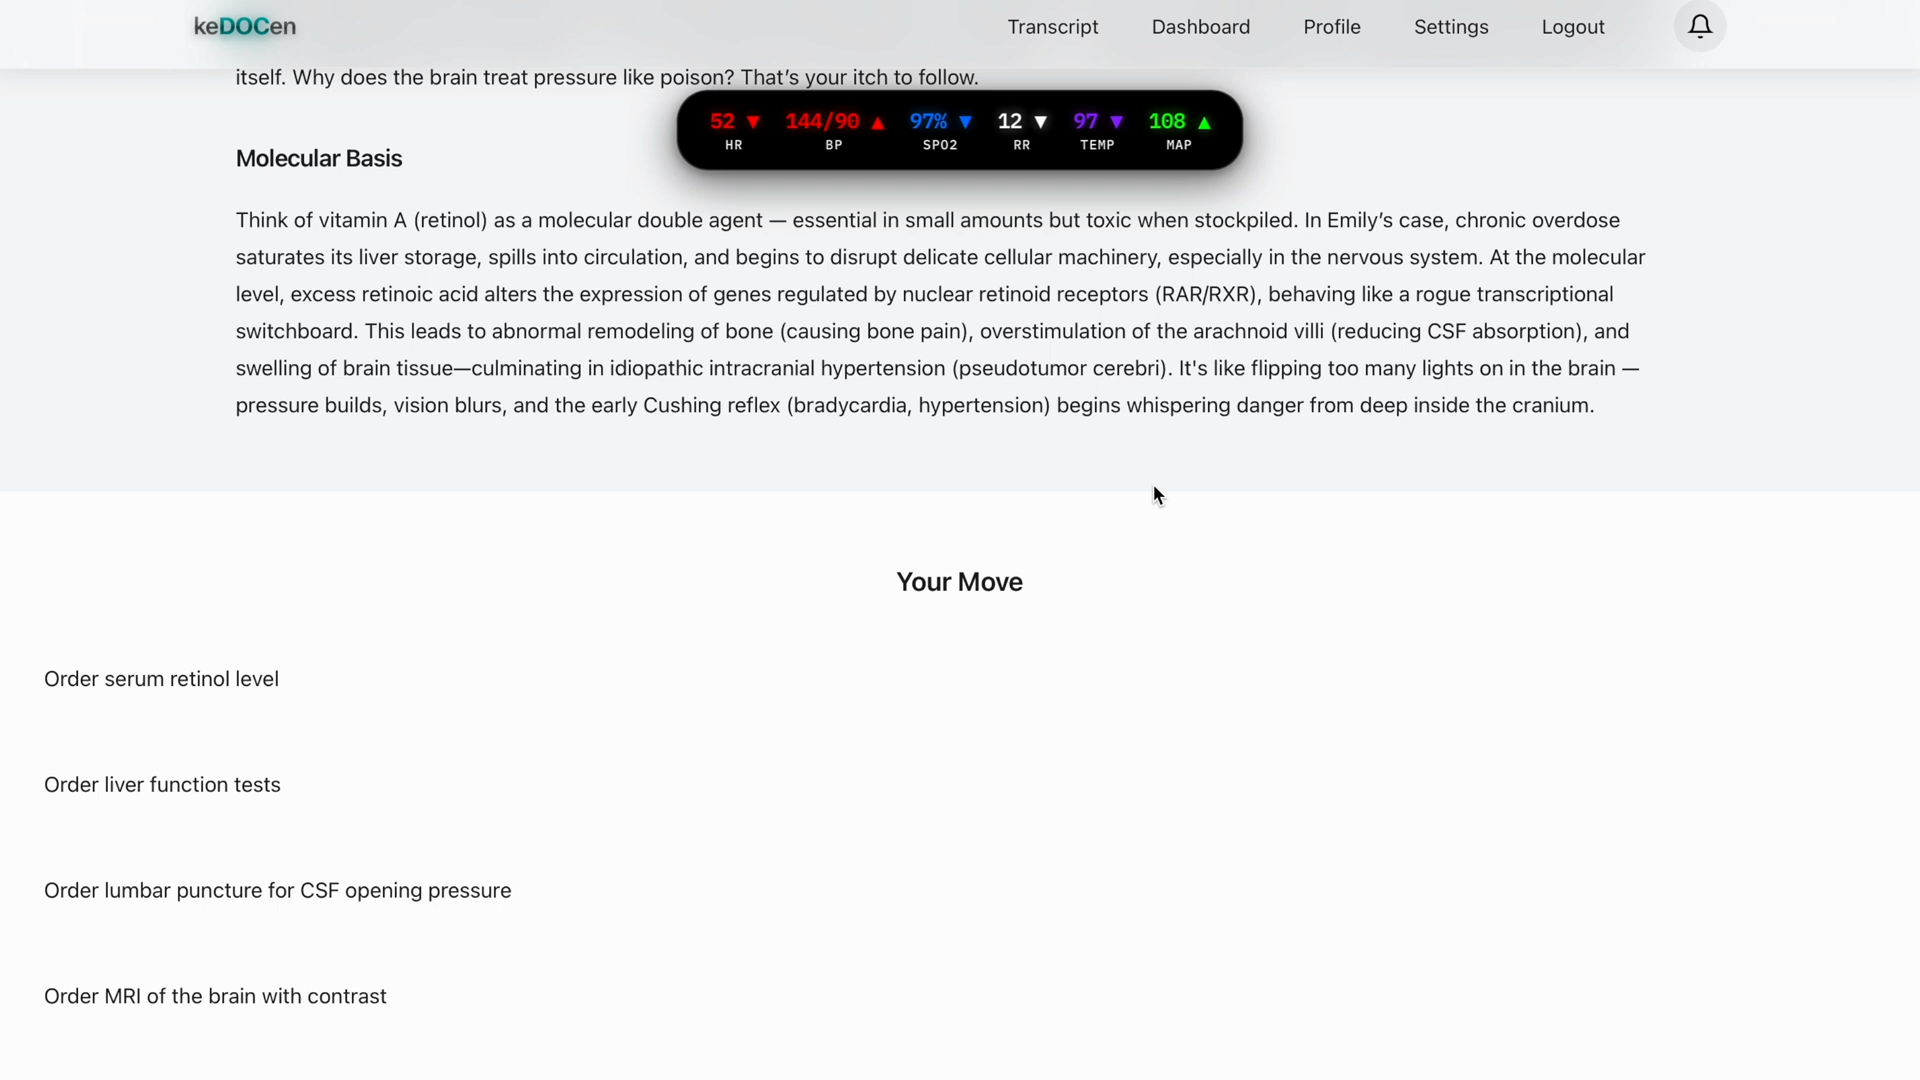 keDOCen
Transcript Dashboard Profile Settings Logout
itself. Why does the brain treat pressure like poison? That’s your itch to follow.
52 ▼ 144/90 ▲ 97% ▼ 12 ▼ 97 ▼ 108 ▲
HR BP SPO2 RR TEMP MAP
Molecular Basis
Think of vitamin A (retinol) as a molecular double agent — essential in small amounts but toxic when stockpiled. In Emily’s case, chronic overdose
saturates its liver storage, spills into circulation, and begins to disrupt delicate cellular machinery, especially in the nervous system. At the molecular
level, excess retinoic acid alters the expression of genes regulated by nuclear retinoid receptors (RAR/RXR), behaving like a rogue transcriptional
switchboard. This leads to abnormal remodeling of bone (causing bone pain), overstimulation of the arachnoid villi (reducing CSF absorption), and
swelling of brain tissue—culminating in idiopathic intracranial hypertension (pseudotumor cerebri). It's like flipping too many lights on in the brain —
pressure builds, vision blurs, and the early Cushing reflex (bradycardia, hypertension) begins whispering danger from deep inside the cranium.
Your Move
Order serum retinol level
Order liver function tests
Order lumbar puncture for CSF opening pressure
Order MRI of the brain with contrast